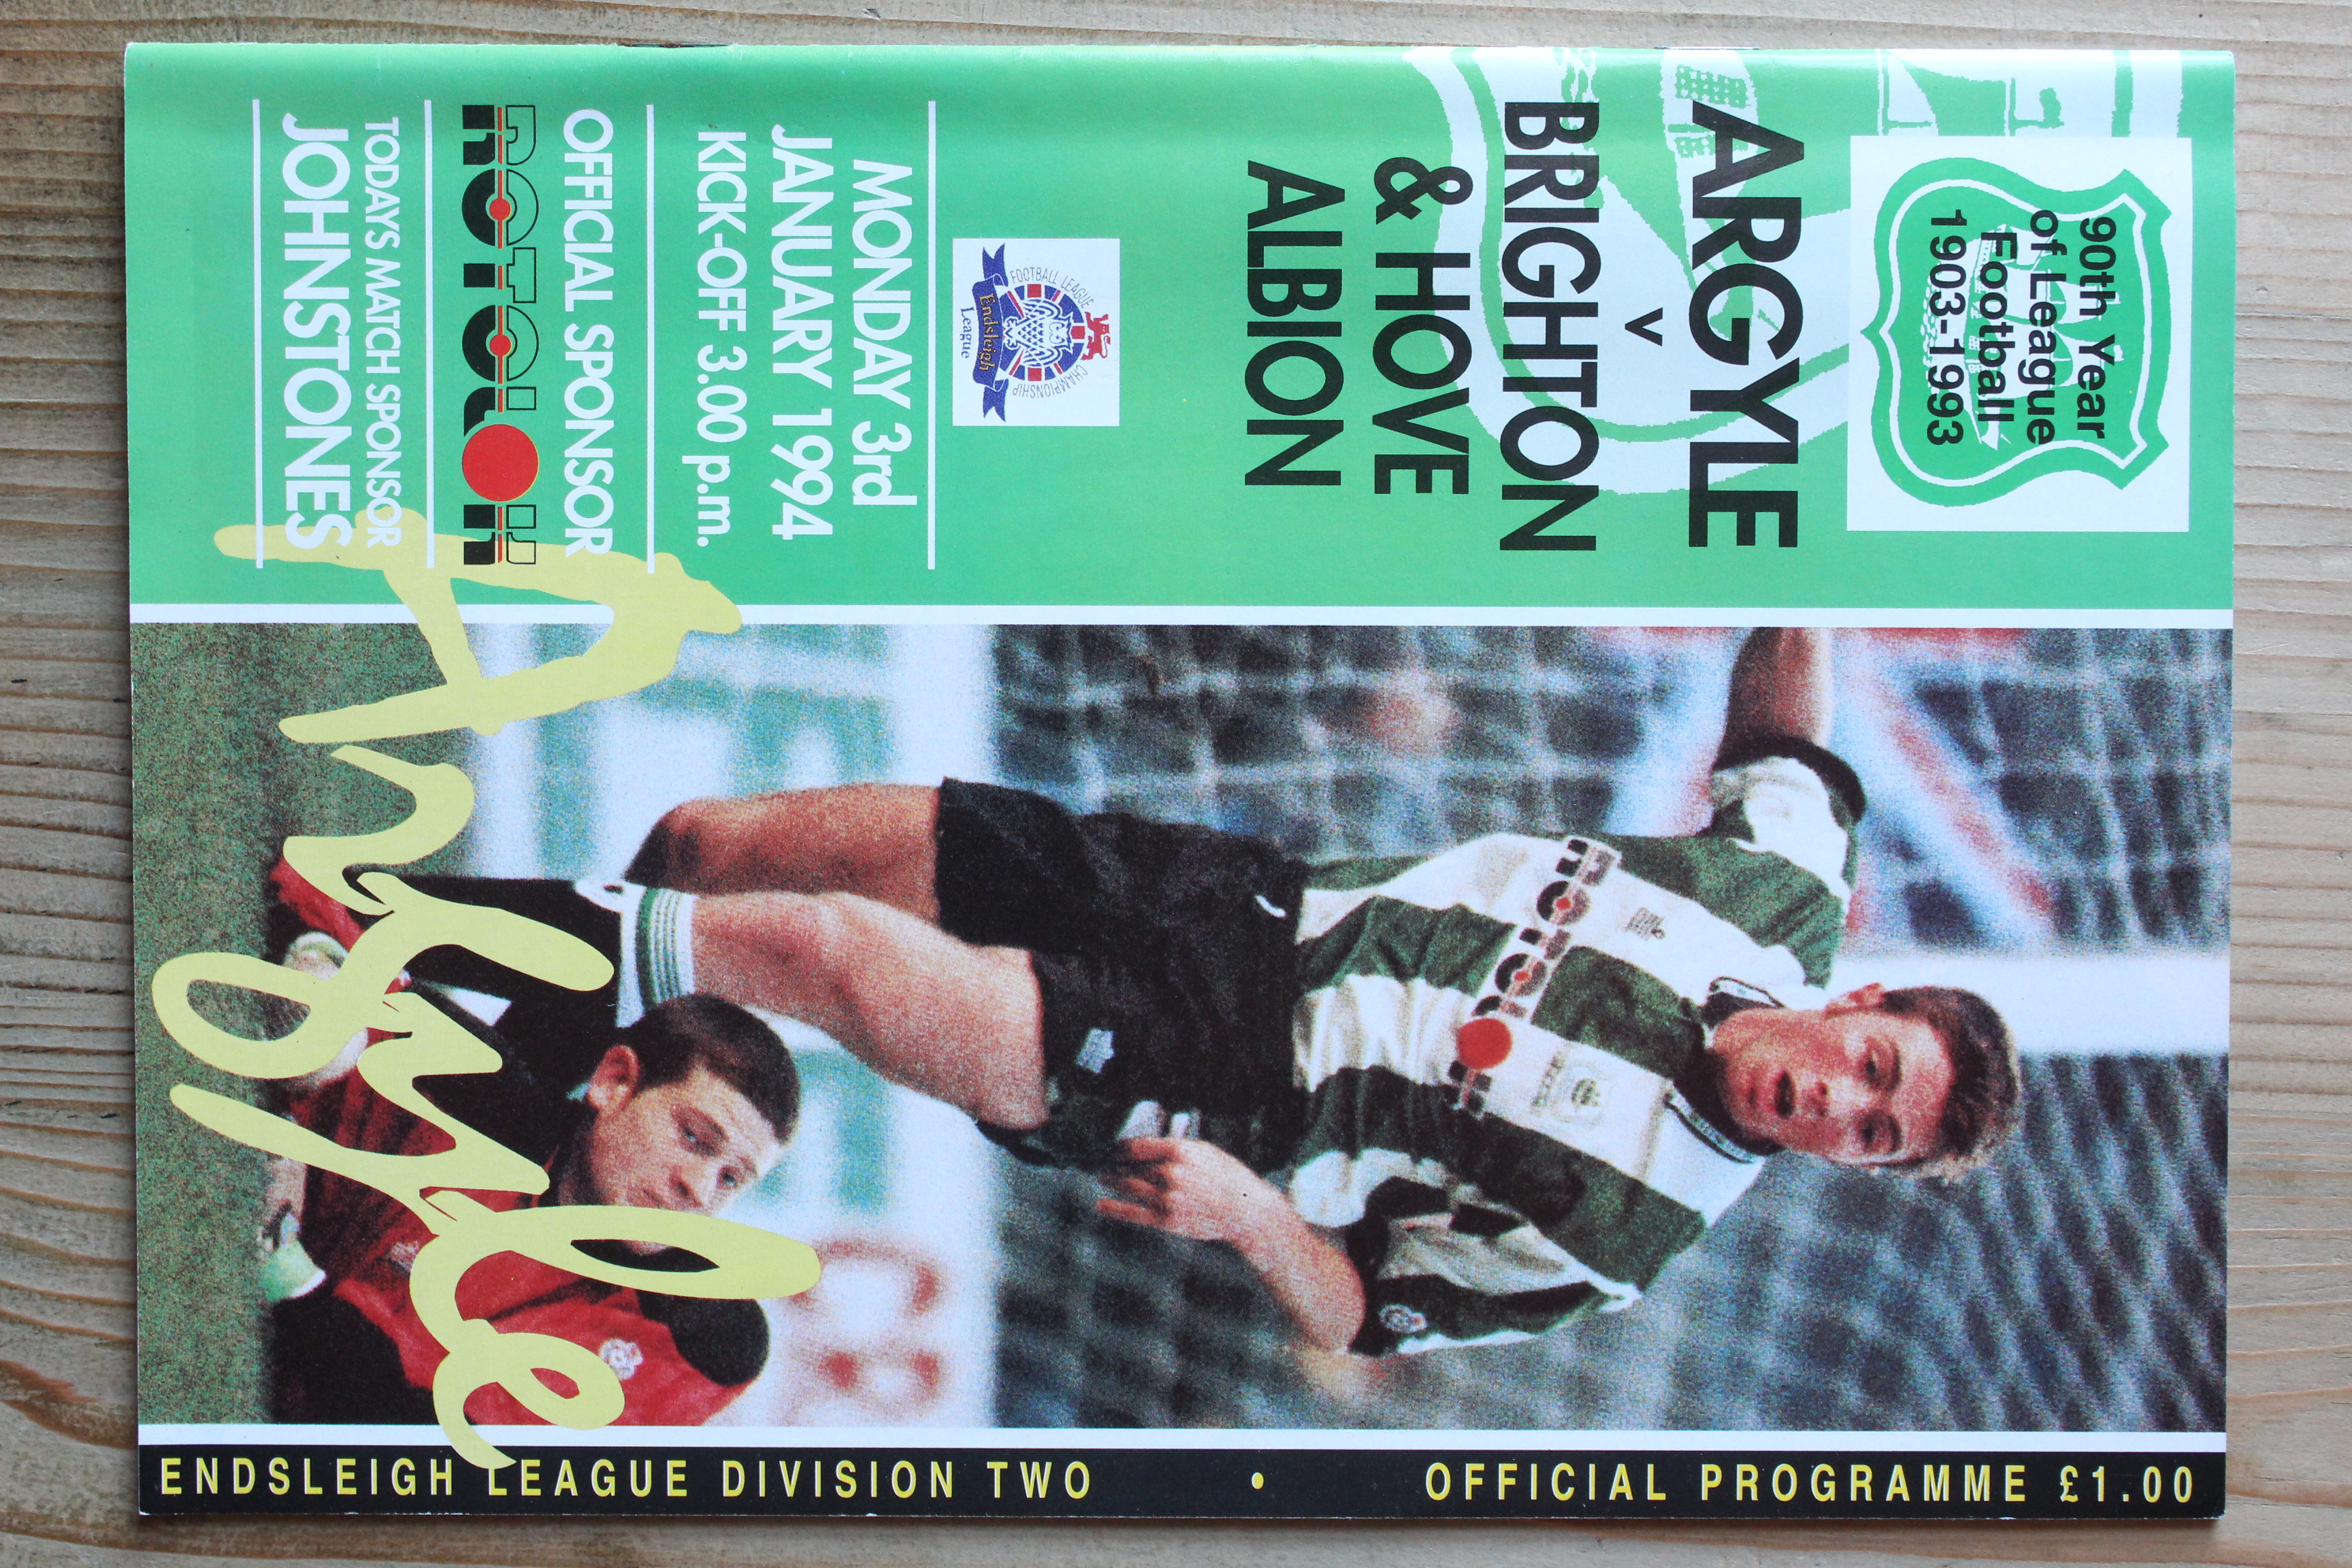 90th Year
of League
Football
1903-1993
ARGYLE
v
BRIGHTON
& HOVE
ALBION
FOOTBALL LEAGUE CHAMPIONSHIP
Endsleigh
League
MONDAY 3rd
JANUARY 1994
KICK-OFF 3.00 p.m.
OFFICIAL SPONSOR
ROTOLOK
TODAYS MATCH SPONSOR
JOHNSTONES
Argyle
ENDSLEIGH LEAGUE DIVISION TWO • OFFICIAL PROGRAMME £1.00